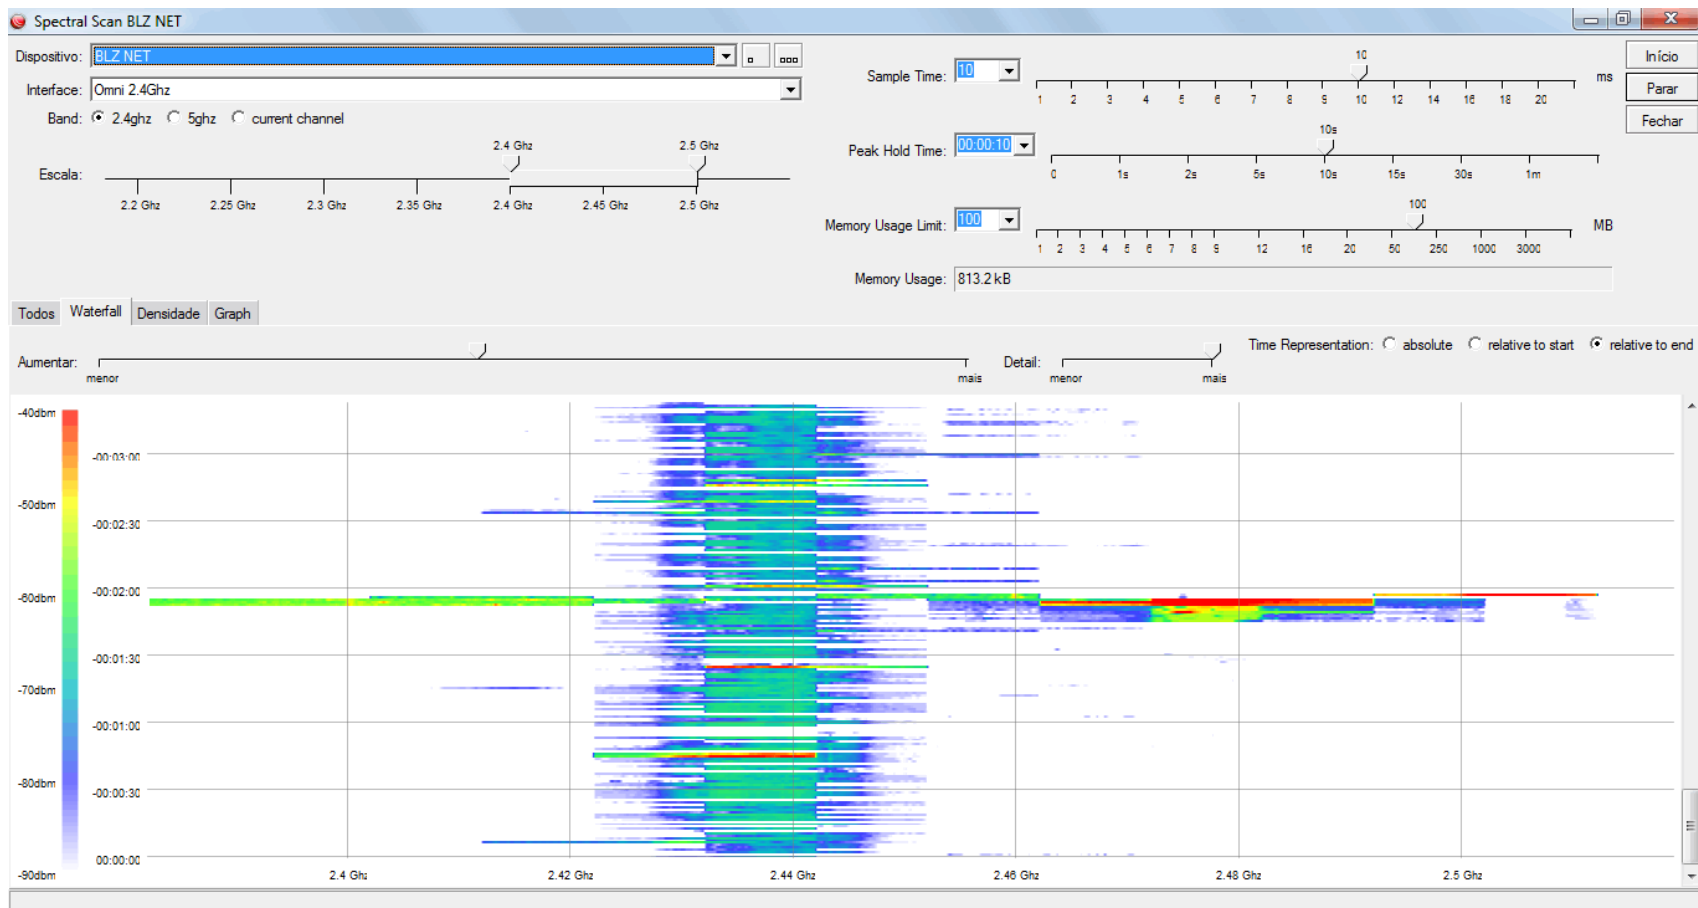 Spectral Scan BLZ NET
Dispositivo: BLZ NET
Interface: Omni 2.4Ghz
Band: 2.4ghz 5ghz current channel
2.4 Ghz 2.5 Ghz
Escala:
2.2 Ghz 2.25 Ghz 2.3 Ghz 2.35 Ghz 2.4 Ghz 2.45 Ghz 2.5 Ghz
10
Sample Time: 10 ms
1 2 3 4 5 6 7 8 9 10 12 14 16 18 20
10s
Peak Hold Time: 00:00:10
0 1s 2s 5s 10s 15s 30s 1m
100
Memory Usage Limit: 100 MB
1 2 3 4 5 6 7 8 9 12 16 20 50 250 1000 3000
Memory Usage: 813.2 kB
Início
Parar
Fechar
Todos Waterfall Densidade Graph
Aumentar: menor mais
Detail: menor mais
Time Representation: absolute relative to start relative to end
-40dbm
-50dbm
-60dbm
-70dbm
-80dbm
-90dbm
-00:03:00
-00:02:30
-00:02:00
-00:01:30
-00:01:00
-00:00:30
00:00:00
2.4 Ghz 2.42 Ghz 2.44 Ghz 2.46 Ghz 2.48 Ghz 2.5 Ghz